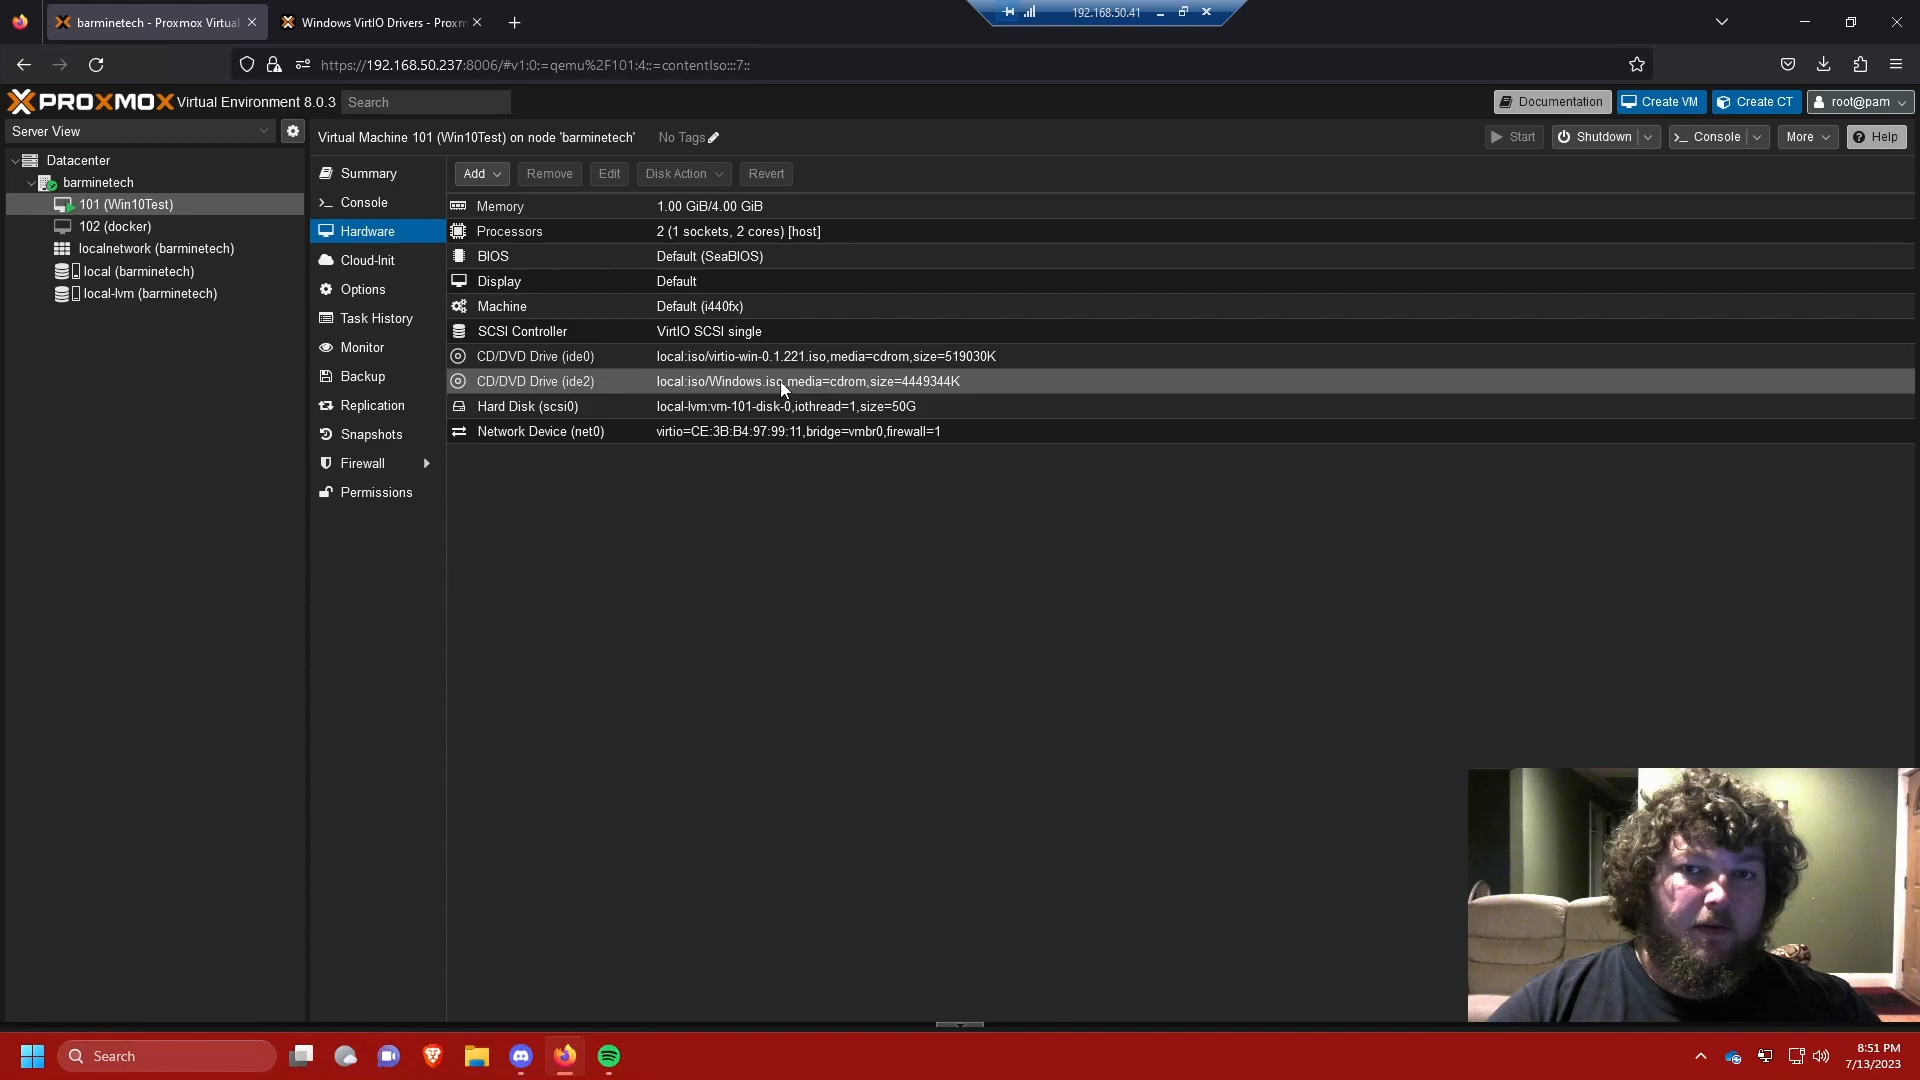 barminetech - Proxmox Virtual
Windows VirtIO Drivers - Proxm
192.168.50.41
https://192.168.50.237:8006/#v1:0:=qemu%2F101:4::=contentIso:::7::
PROXMOX Virtual Environment 8.0.3
Search
Documentation
Create VM
Create CT
root@pam
Server View
Virtual Machine 101 (Win10Test) on node 'barminetech'
No Tags
Start
Shutdown
Console
More
Help
Datacenter
barminetech
101 (Win10Test)
102 (docker)
localnetwork (barminetech)
local (barminetech)
local-lvm (barminetech)
Summary
Console
Hardware
Cloud-Init
Options
Task History
Monitor
Backup
Replication
Snapshots
Firewall
Permissions
Add
Remove
Edit
Disk Action
Revert
Memory 1.00 GiB/4.00 GiB
Processors 2 (1 sockets, 2 cores) [host]
BIOS Default (SeaBIOS)
Display Default
Machine Default (i440fx)
SCSI Controller VirtIO SCSI single
CD/DVD Drive (ide0) local:iso/virtio-win-0.1.221.iso,media=cdrom,size=519030K
CD/DVD Drive (ide2) local:iso/Windows.iso,media=cdrom,size=4449344K
Hard Disk (scsi0) local-lvm:vm-101-disk-0,iothread=1,size=50G
Network Device (net0) virtio=CE:3B:B4:97:99:11,bridge=vmbr0,firewall=1
Search
8:51 PM
7/13/2023